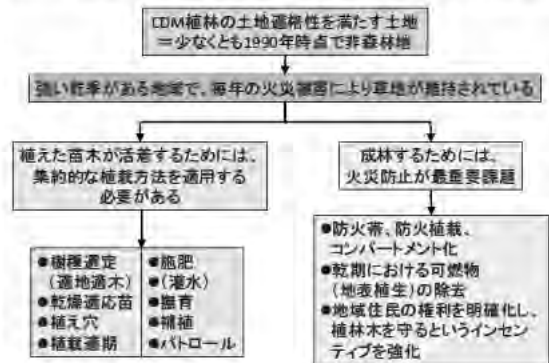 CDM植林の土地適格性を満たす土地
＝少なくとも1990年時点で非森林地
強い乾季がある地域で、毎年の火災被害により草地が維持されている
植えた苗木が活着するためには、
集約的な植栽方法を適用する
必要がある
成林するためには、
火災防止が最重要課題
●樹種選定
(適地適木)
●乾燥適応苗
●植え穴
●植栽適期
●施肥
●(灌水)
●撫育
●補植
●パトロール
●防火帯、防火植栽、
コンパートメント化
●乾期における可燃物
(地表植生)の除去
●地域住民の権利を明確化し、
植林木を守るというインセン
ティブを強化